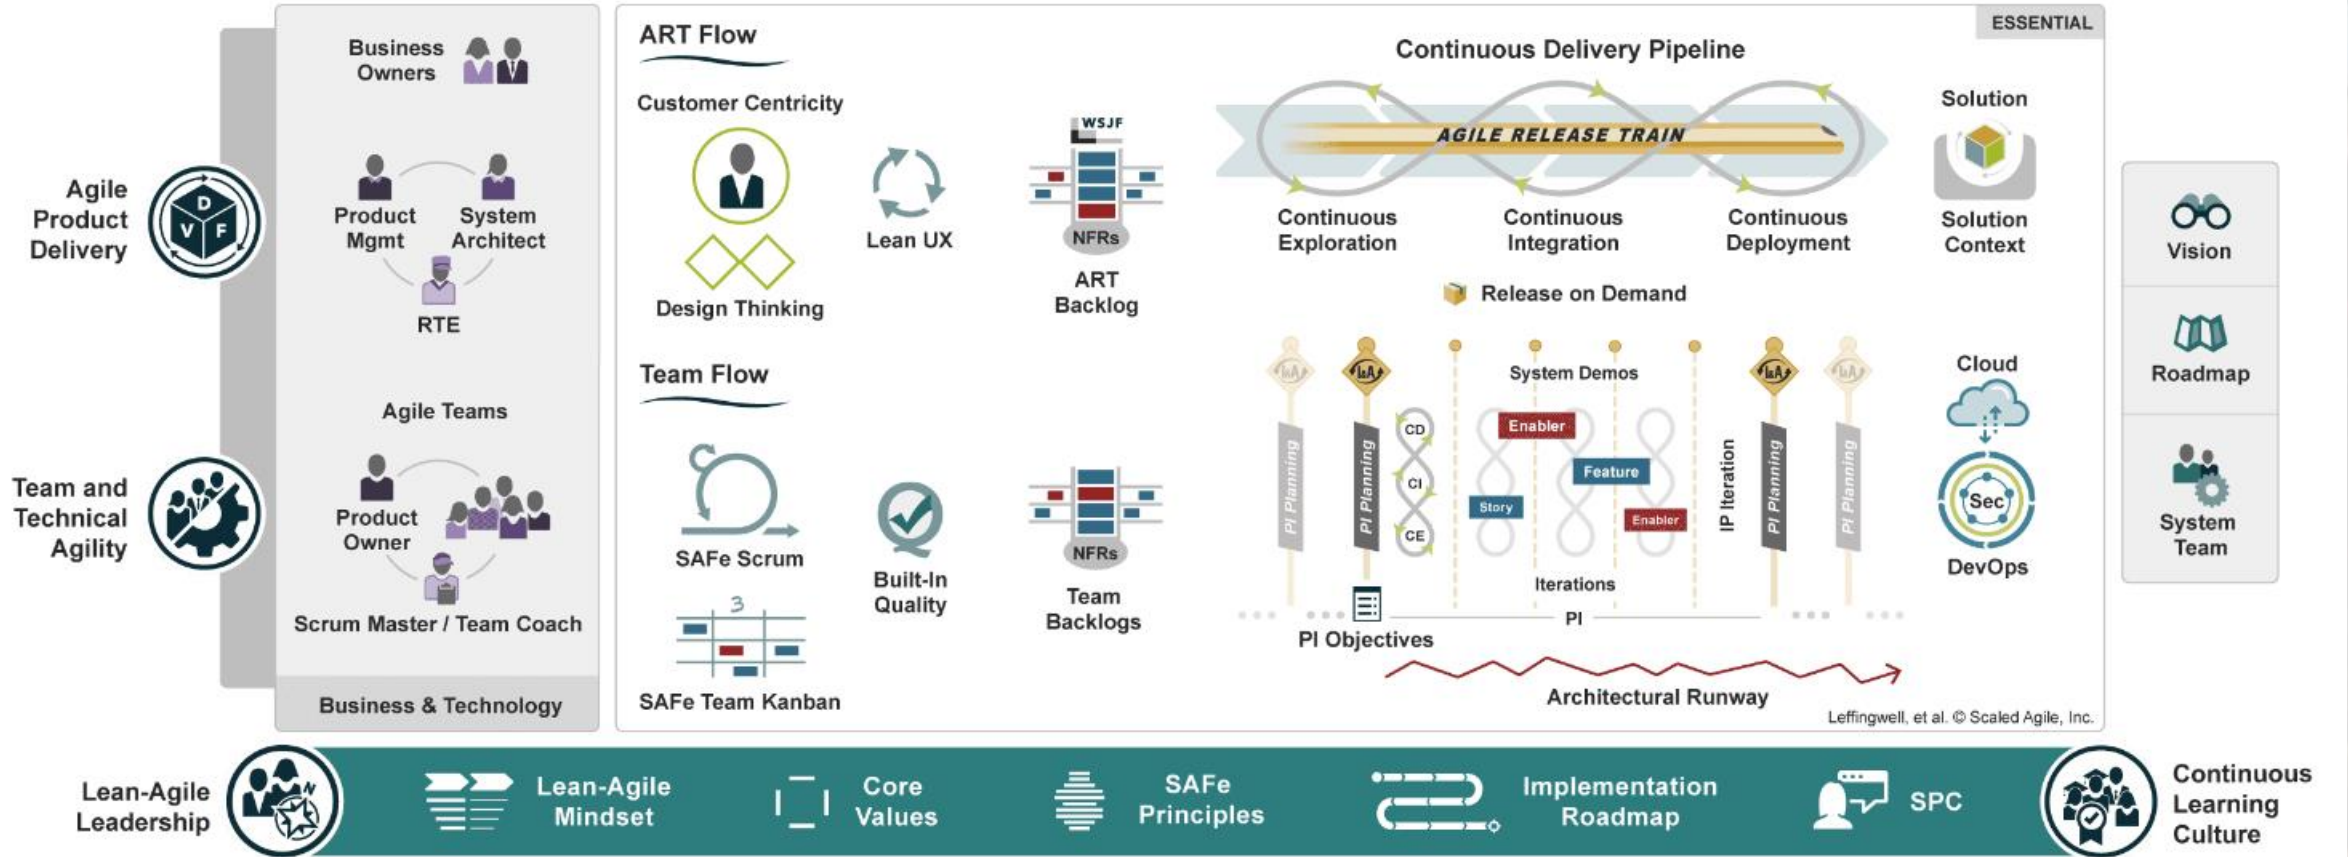 Agile
Product
Delivery
D
V F
Team and
Technical
Agility
Business
Owners
Product
Mgmt
System
Architect
RTE
Agile Teams
Product
Owner
Scrum Master / Team Coach
Business & Technology
ESSENTIAL
ART Flow
Customer Centricity
Design Thinking
Lean UX
WSJF
NFRs
ART
Backlog
Team Flow
SAFe Scrum
3
SAFe Team Kanban
Built-In
Quality
NFRs
Team
Backlogs
Continuous Delivery Pipeline
AGILE RELEASE TRAIN
Continuous
Exploration
Continuous
Integration
Continuous
Deployment
Release on Demand
Solution
Solution
Context
I&A
I&A
I&A
I&A
System Demos
PI Planning
PI Planning
CD
CI
CE
Enabler
Feature
Story
Enabler
IP Iteration
PI Planning
PI Planning
Iterations
PI
PI Objectives
Architectural Runway
Cloud
Sec
DevOps
Leffingwell, et al. © Scaled Agile, Inc.
Vision
Roadmap
System
Team
Lean-Agile
Leadership
N
Lean-Agile
Mindset
Core
Values
SAFe
Principles
Implementation
Roadmap
SPC
Continuous
Learning
Culture